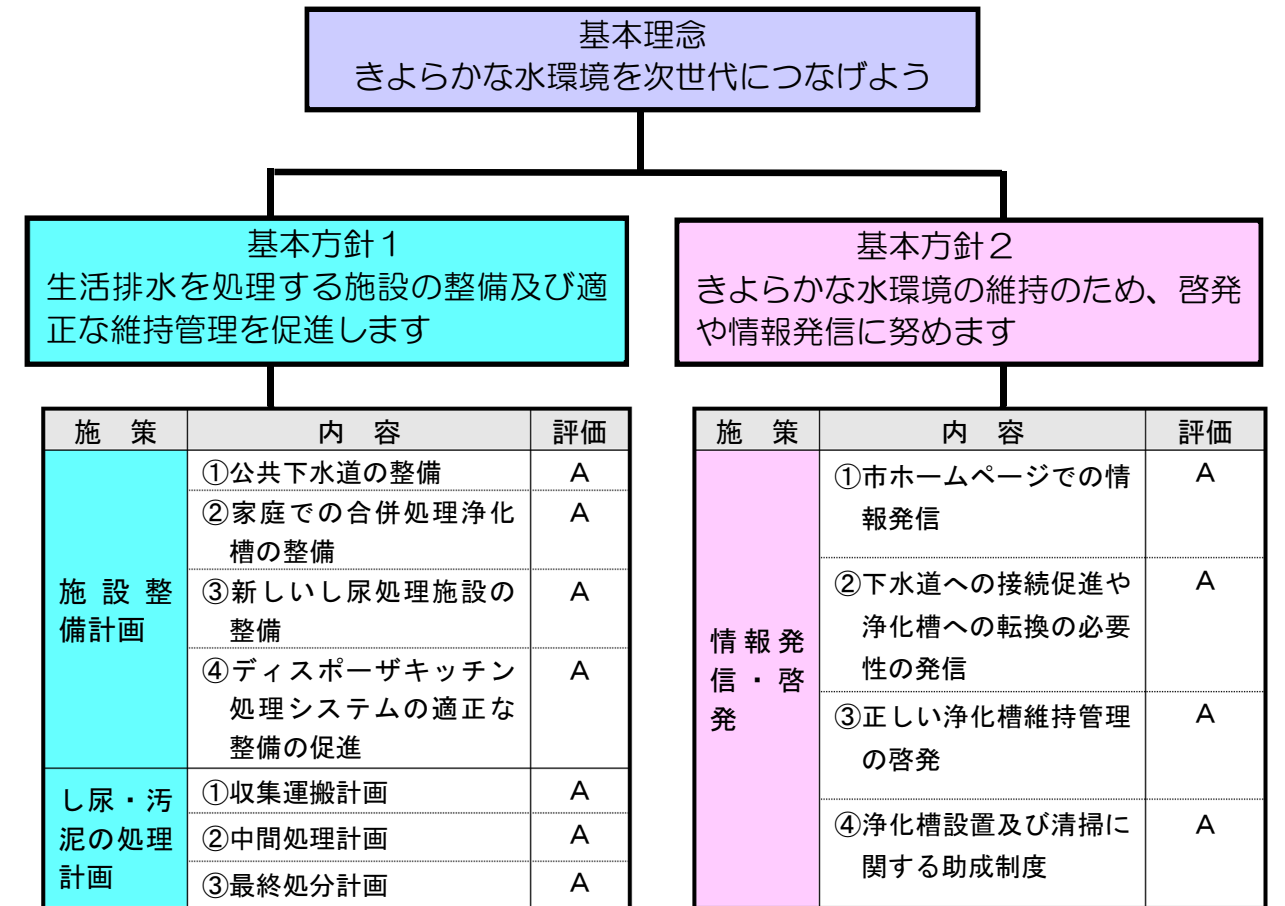 基本理念
きよらかな水環境を次世代につなげよう
基本方針1
生活排水を処理する施設の整備及び適
正な維持管理を促進します
施　策　内　容　評価
施設整
備計画
①公共下水道の整備　A
②家庭での合併処理浄化　A
槽の整備
③新しいし尿処理施設の　A
整備
④ディスポーザキッチン　A
処理システムの適正な
整備の促進
し尿・汚
泥の処理
計画
①収集運搬計画　A
②中間処理計画　A
③最終処分計画　A
基本方針2
きよらかな水環境の維持のため、啓発
や情報発信に努めます
施　策　内　容　評価
情報発
信・啓
発
①市ホームページでの情　A
報発信
②下水道への接続促進や　A
浄化槽への転換の必要
性の発信
③正しい浄化槽維持管理　A
の啓発
④浄化槽設置及び清掃に　A
関する助成制度